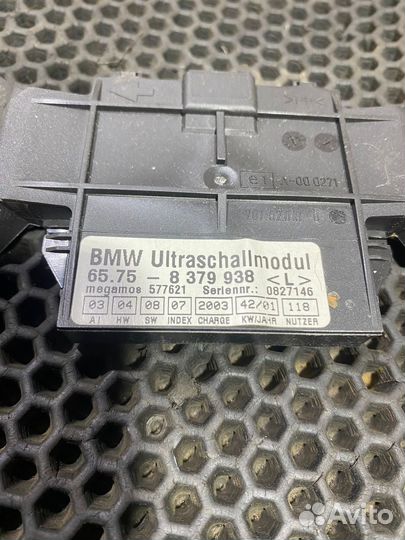 e1 A-00 0271
BMW Ultraschallmodul
65.75 - 8 379 938 <L>
megamos 577621 Seriennr.: 0827146
03 04 08 07 2003 42/01 118
AI HW SW INDEX CHARGE KW/JAHR NUTZER
Avito